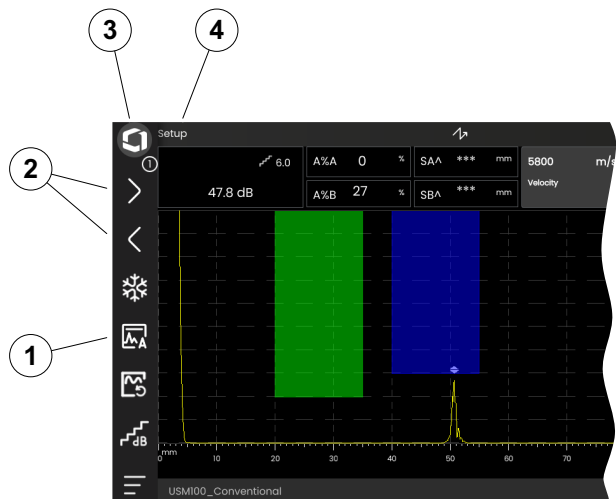 3 4
Setup
1
6.0 A%A 0 % SA^ *** mm 5800 m/s
2
47.8 dB A%B 27 % SB^ *** mm Velocity
A
1
dB
mm
0 10 20 30 40 50 60 70
USM100_Conventional